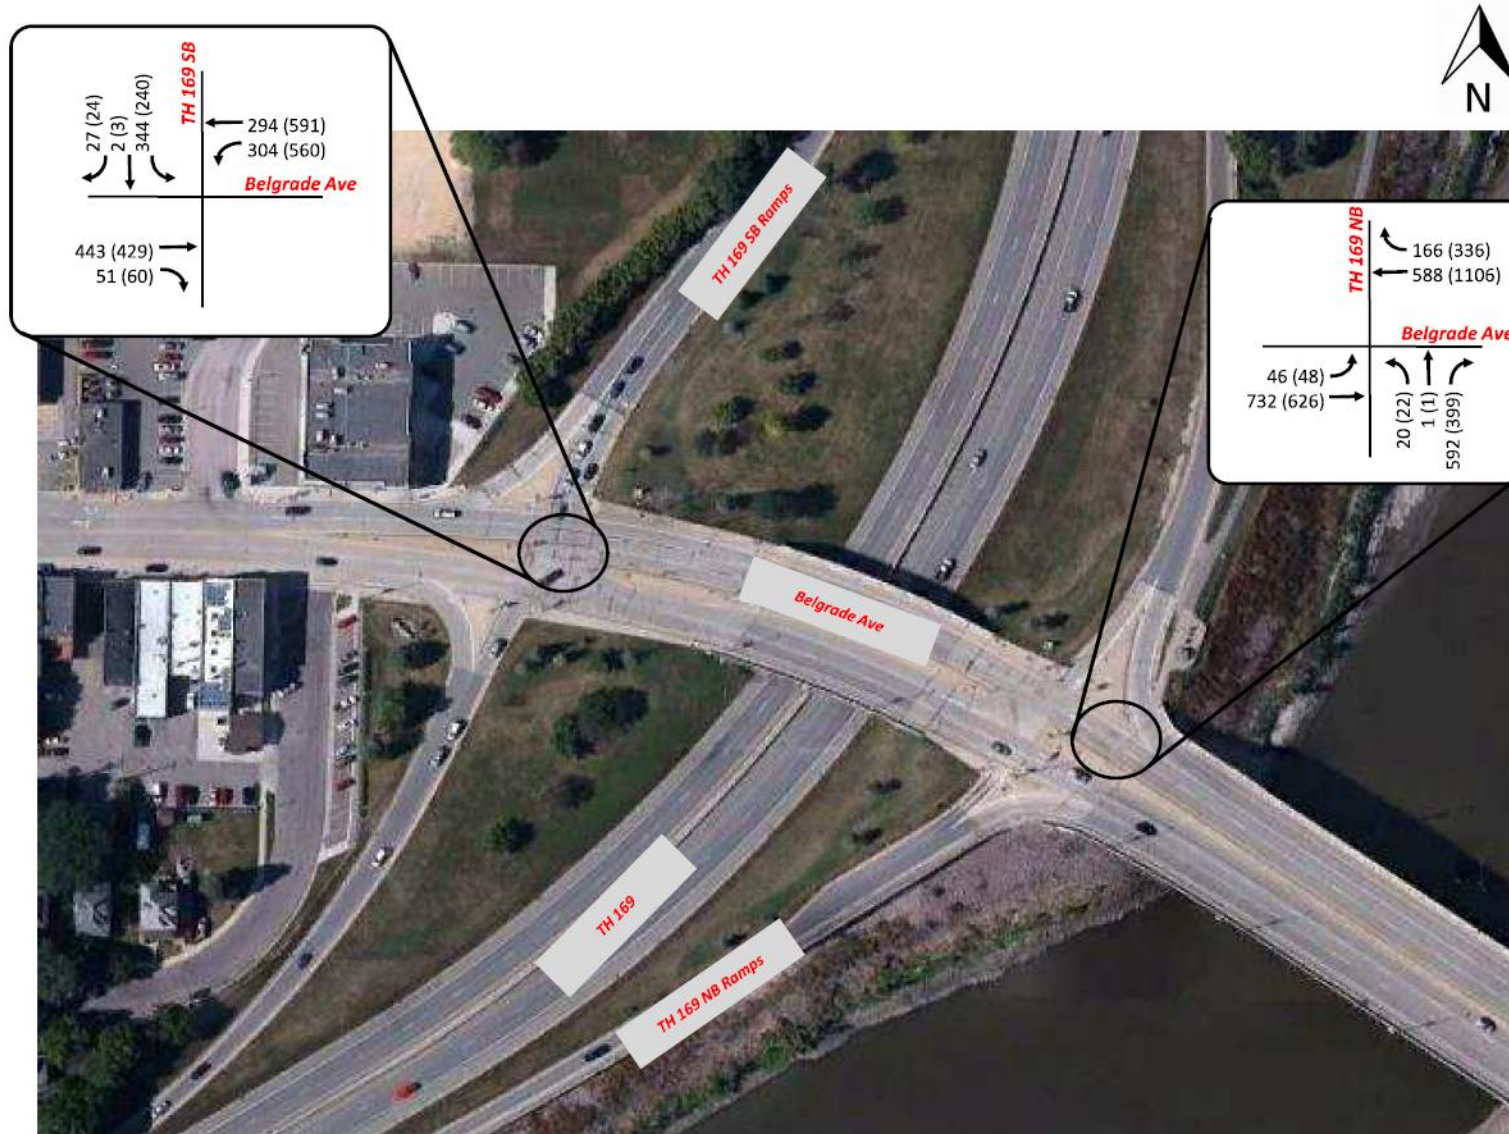 N
TH 169 SB
27 (24)
2 (3)
344 (240)
294 (591)
304 (560)
Belgrade Ave
443 (429)
51 (60)
TH 169 SB Ramps
TH 169 NB
166 (336)
588 (1106)
Belgrade Ave
46 (48)
732 (626)
20 (22)
1 (1)
592 (399)
Belgrade Ave
TH 169
TH 169 NB Ramps